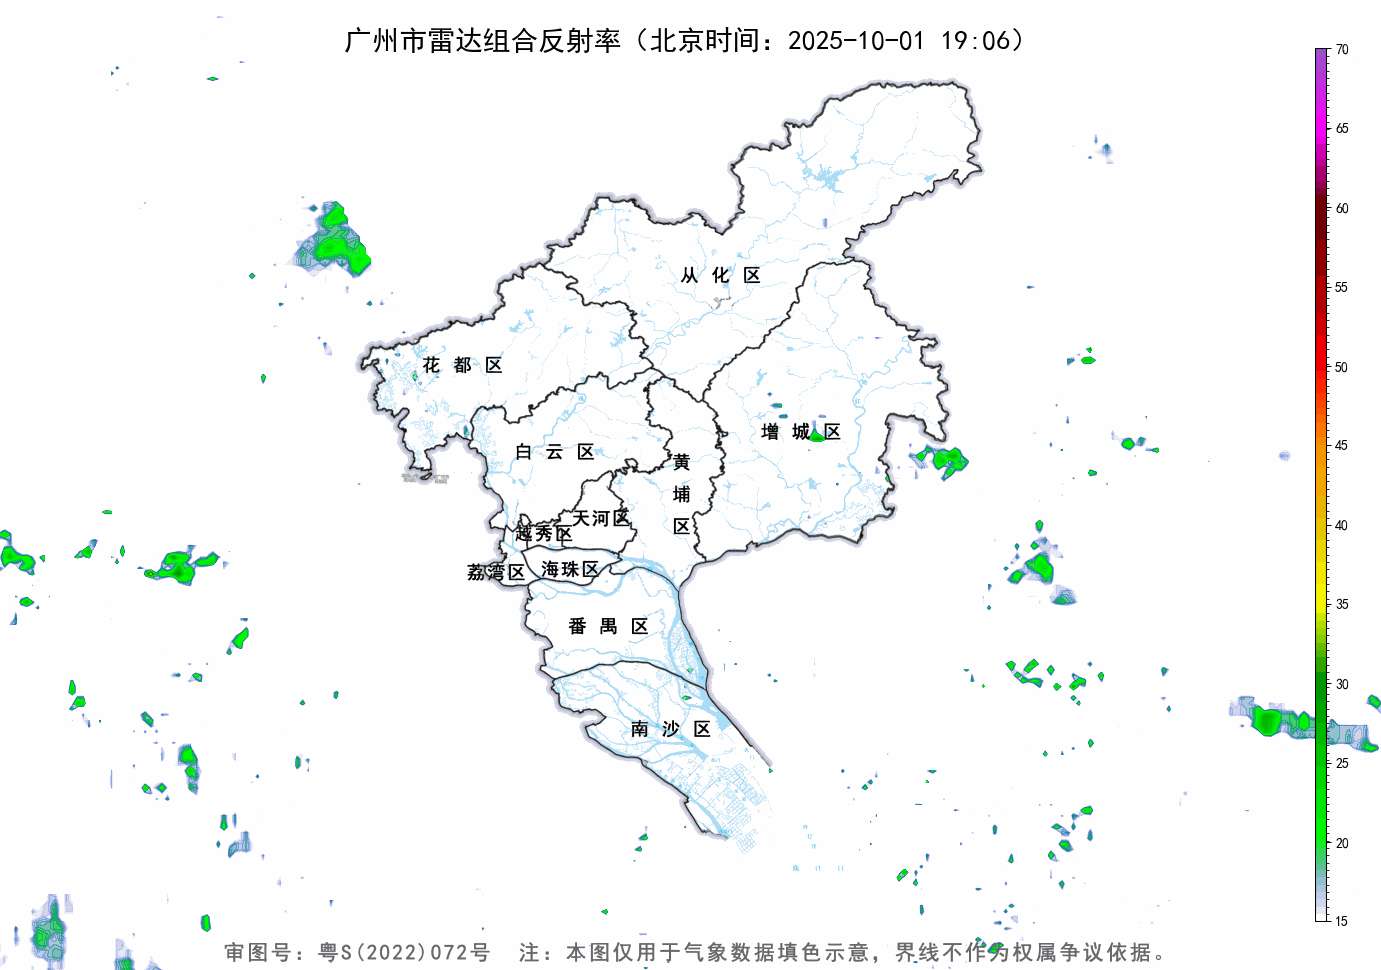 广州市雷达组合反射率（北京时间：2025-10-01 19:06）
70
65
60
55
50
45
40
35
30
25
20
15
从化区
花都区
增城区
白云区
黄埔区
天河区
越秀区
荔湾区
海珠区
番禺区
南沙区
审图号：粤S(2022)072号 注：本图仅用于气象数据填色示意，界线不作为权属争议依据。